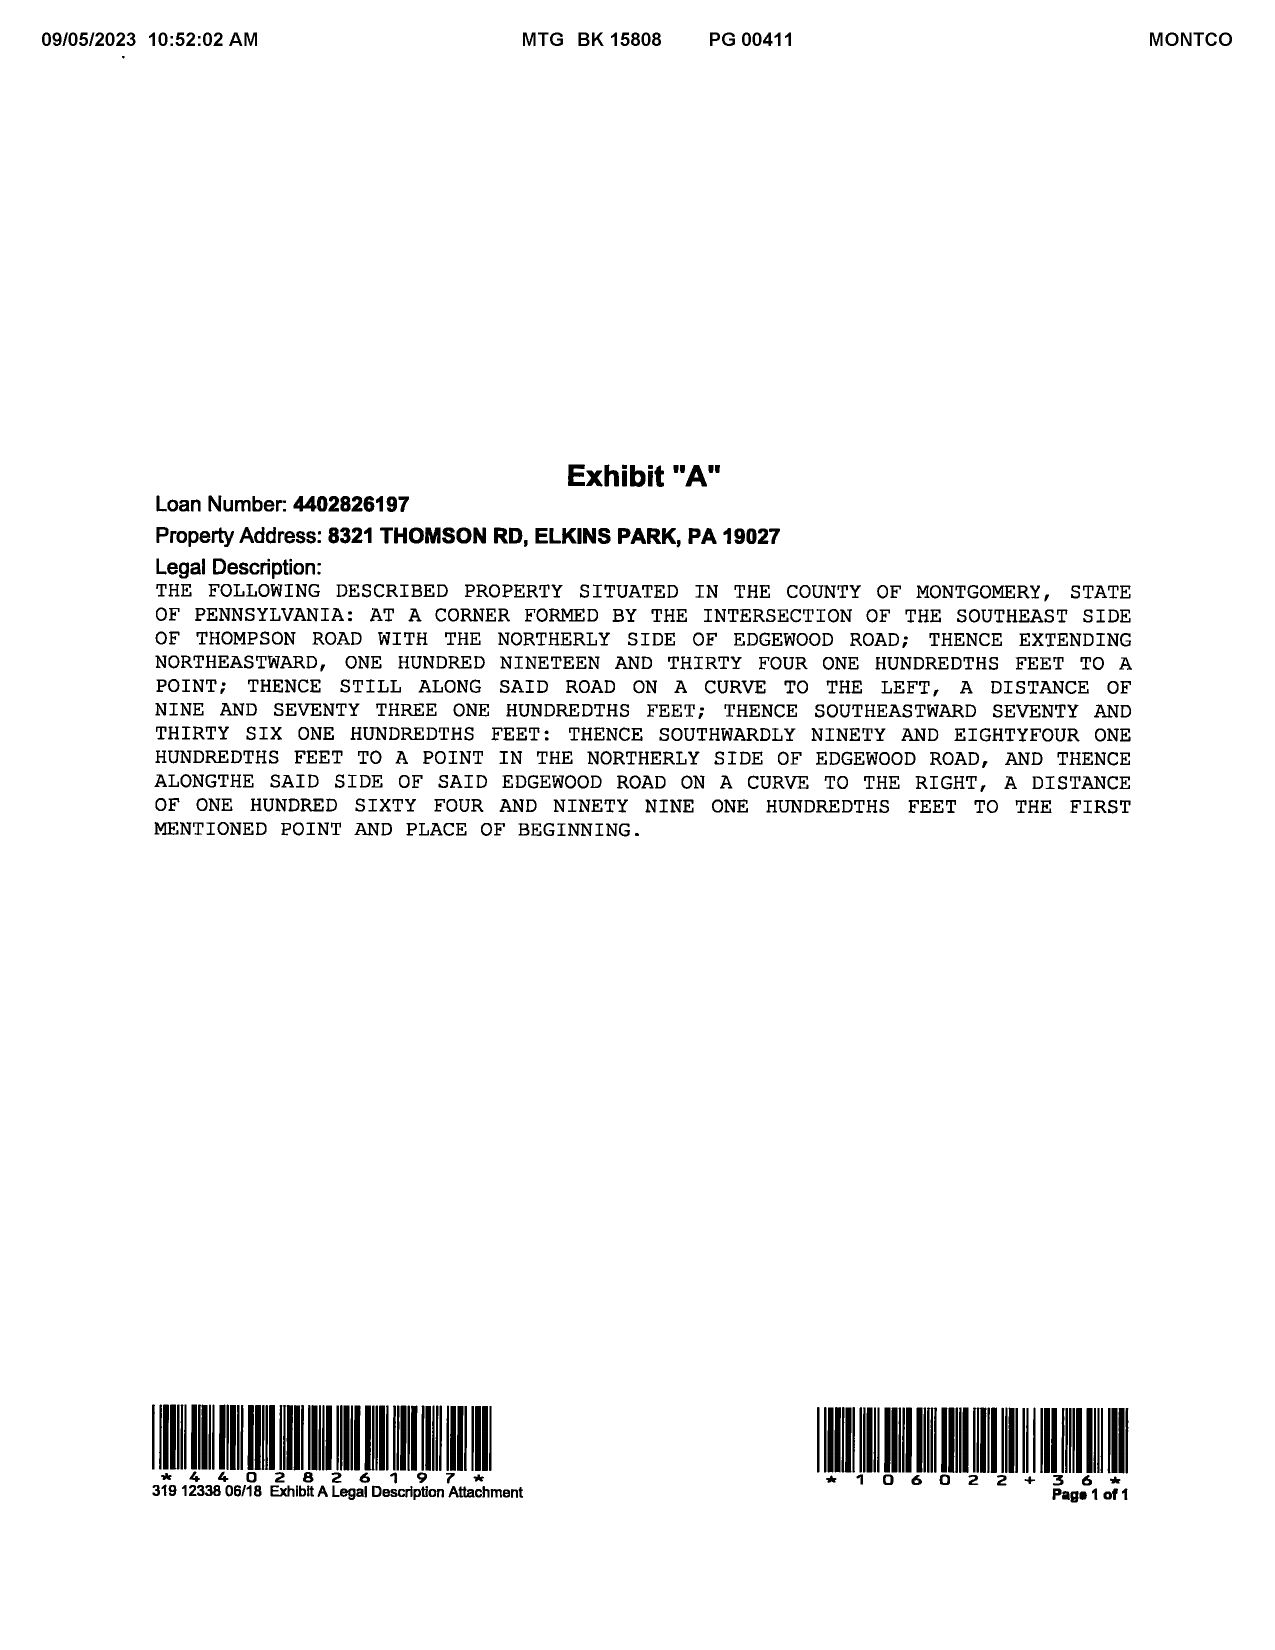 09/05/2023 10:52:02 AM MTG BK 15808 PG 00411 MONTCO
Exhibit "A"
Loan Number: 4402826197
Property Address: 8321 THOMSON RD, ELKINS PARK, PA 19027
Legal Description:
THE FOLLOWING DESCRIBED PROPERTY SITUATED IN THE COUNTY OF MONTGOMERY, STATE
OF PENNSYLVANIA: AT A CORNER FORMED BY THE INTERSECTION OF THE SOUTHEAST SIDE
OF THOMPSON ROAD WITH THE NORTHERLY SIDE OF EDGEWOOD ROAD; THENCE EXTENDING
NORTHEASTWARD, ONE HUNDRED NINETEEN AND THIRTY FOUR ONE HUNDREDTHS FEET TO A
POINT; THENCE STILL ALONG SAID ROAD ON A CURVE TO THE LEFT, A DISTANCE OF
NINE AND SEVENTY THREE ONE HUNDREDTHS FEET; THENCE SOUTHEASTWARD SEVENTY AND
THIRTY SIX ONE HUNDREDTHS FEET: THENCE SOUTHWARDLY NINETY AND EIGHTYFOUR ONE
HUNDREDTHS FEET TO A POINT IN THE NORTHERLY SIDE OF EDGEWOOD ROAD, AND THENCE
ALONGTHE SAID SIDE OF SAID EDGEWOOD ROAD ON A CURVE TO THE RIGHT, A DISTANCE
OF ONE HUNDRED SIXTY FOUR AND NINETY NINE ONE HUNDREDTHS FEET TO THE FIRST
MENTIONED POINT AND PLACE OF BEGINNING.
* 4 4 0 2 8 2 6 1 9 7 *
319 12338 06/18 Exhibit A Legal Description Attachment
* 1 0 6 0 2 2 + 3 6 *
Page 1 of 1